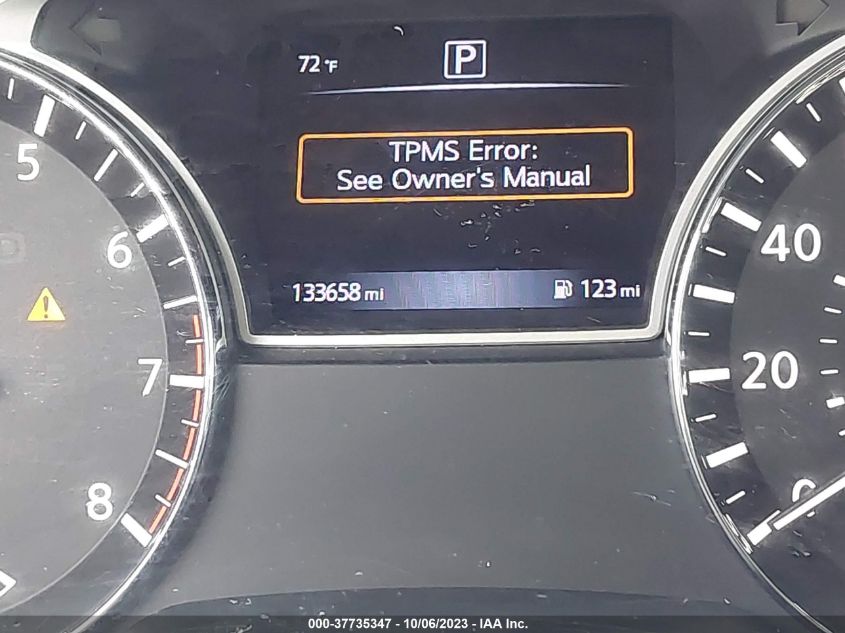 72°F
P
TPMS Error:
See Owner's Manual
133658 mi
123 mi
5
6
7
8
40
20
0
000-37735347 - 10/06/2023 - IAA Inc.